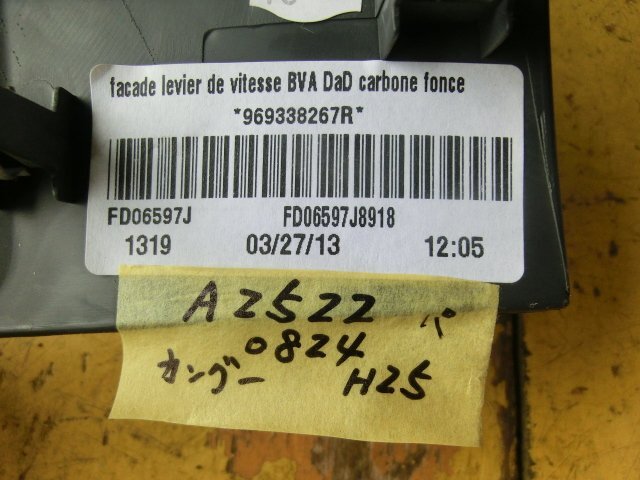 facade levier de vitesse BVA DaD carbone fonce
*969338267R*
FD06597J FD06597J8918
1319 03/27/13 12:05
A2522 パ
0824
カングー H25